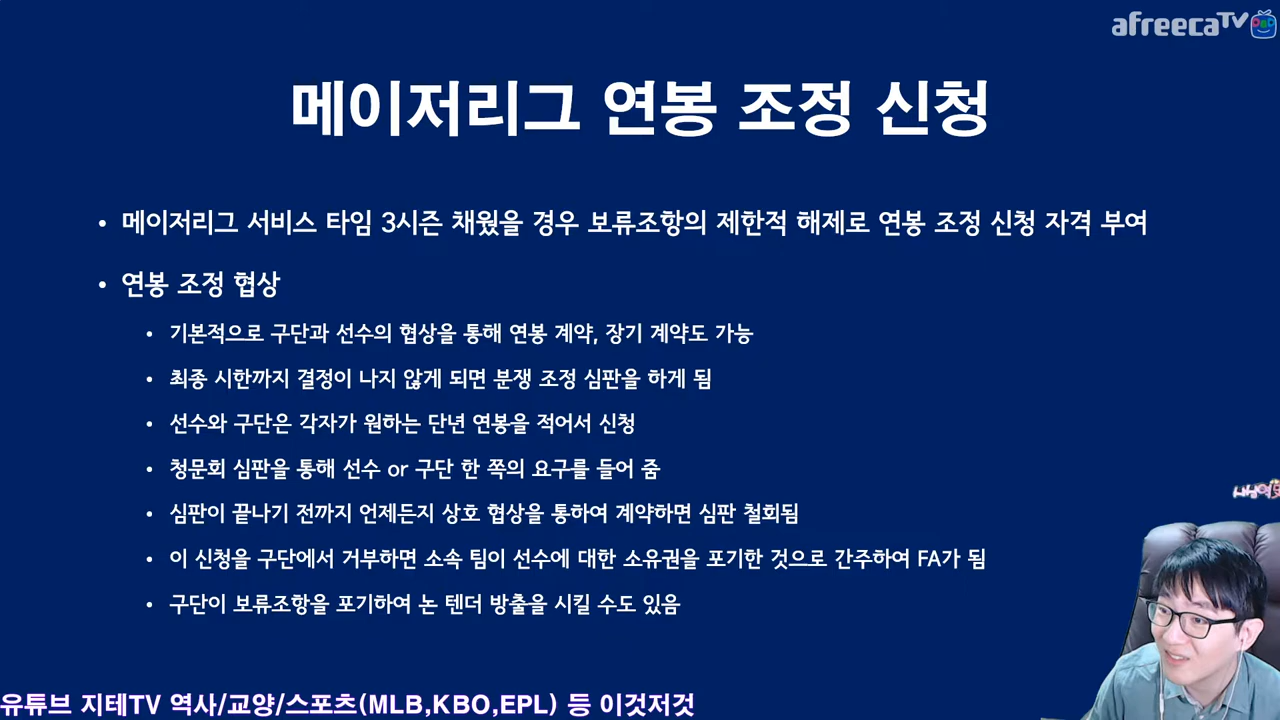 afreecaTV
메이저리그 연봉 조정 신청
• 메이저리그 서비스 타임 3시즌 채웠을 경우 보류조항의 제한적 해제로 연봉 조정 신청 자격 부여
• 연봉 조정 협상
• 기본적으로 구단과 선수의 협상을 통해 연봉 계약, 장기 계약도 가능
• 최종 시한까지 결정이 나지 않게 되면 분쟁 조정 심판을 하게 됨
• 선수와 구단은 각자가 원하는 단년 연봉을 적어서 신청
• 청문회 심판을 통해 선수 or 구단 한 쪽의 요구를 들어 줌
• 심판이 끝나기 전까지 언제든지 상호 협상을 통하여 계약하면 심판 철회됨
• 이 신청을 구단에서 거부하면 소속 팀이 선수에 대한 소유권을 포기한 것으로 간주하여 FA가 됨
• 구단이 보류조항을 포기하여 논 텐더 방출을 시킬 수도 있음
유튜브 지테TV 역사/교양/스포츠(MLB,KBO,EPL) 등 이것저것